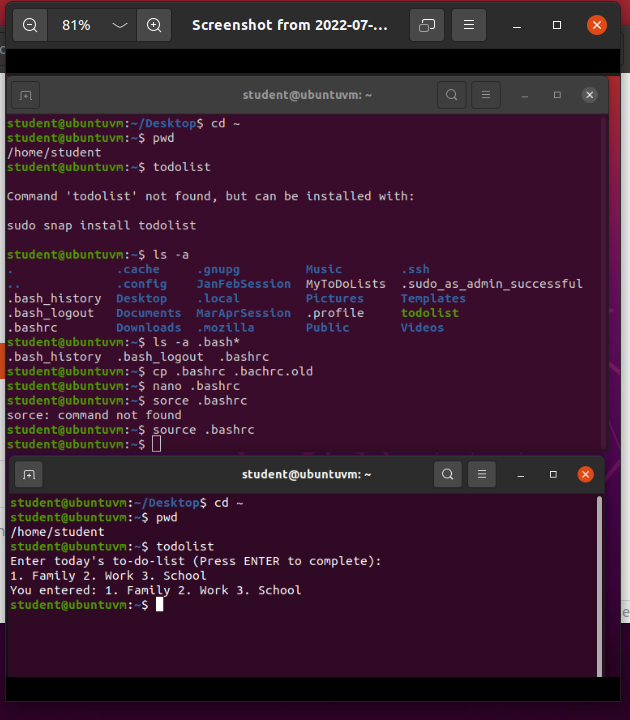 81% Screenshot from 2022-07-...
student@ubuntuvm: ~
student@ubuntuvm:~/Desktop$ cd ~
student@ubuntuvm:~$ pwd
/home/student
student@ubuntuvm:~$ todolist
Command 'todolist' not found, but can be installed with:
sudo snap install todolist
student@ubuntuvm:~$ ls -a
. .cache .gnupg Music .ssh
.. .config JanFebSession MyToDoLists .sudo_as_admin_successful
.bash_history Desktop .local Pictures Templates
.bash_logout Documents MarAprSession .profile todolist
.bashrc Downloads .mozilla Public Videos
student@ubuntuvm:~$ ls -a .bash*
.bash_history .bash_logout .bashrc
student@ubuntuvm:~$ cp .bashrc .bachrc.old
student@ubuntuvm:~$ nano .bashrc
student@ubuntuvm:~$ sorce .bashrc
sorce: command not found
student@ubuntuvm:~$ source .bashrc
student@ubuntuvm:~$
student@ubuntuvm: ~
student@ubuntuvm:~/Desktop$ cd ~
student@ubuntuvm:~$ pwd
/home/student
student@ubuntuvm:~$ todolist
Enter today's to-do-list (Press ENTER to complete):
1. Family 2. Work 3. School
You entered: 1. Family 2. Work 3. School
student@ubuntuvm:~$